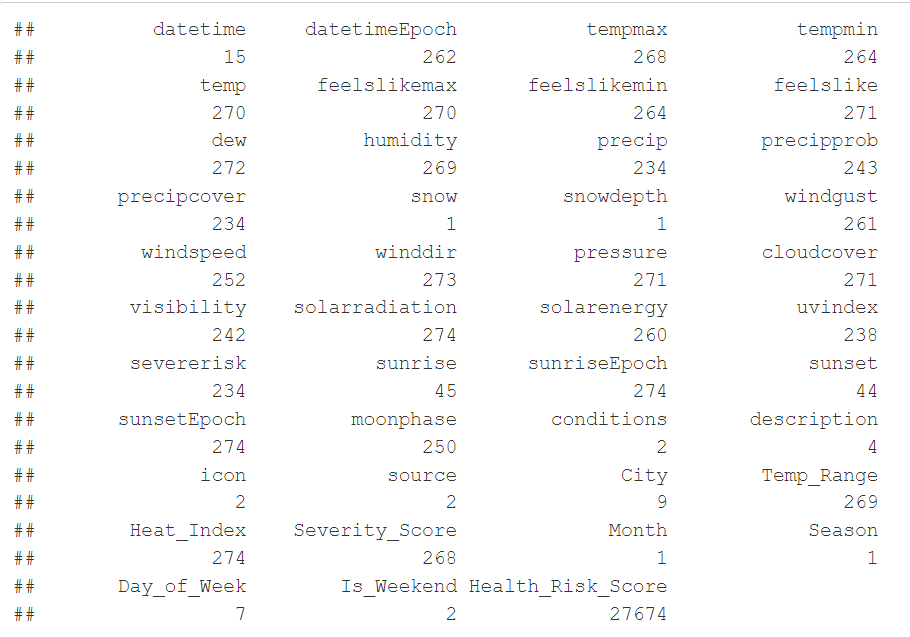 ## datetime datetimeEpoch tempmax tempmin
## 15 262 268 264
## temp feelslikemax feelslikemin feelslike
## 270 270 264 271
## dew humidity precip precipprob
## 272 269 234 243
## precipcover snow snowdepth windgust
## 234 1 1 261
## windspeed winddir pressure cloudcover
## 252 273 271 271
## visibility solarradiation solarenergy uvindex
## 242 274 260 238
## severerisk sunrise sunriseEpoch sunset
## 234 45 274 44
## sunsetEpoch moonphase conditions description
## 274 250 2 4
## icon source City Temp_Range
## 2 2 9 269
## Heat_Index Severity_Score Month Season
## 274 268 1 1
## Day_of_Week Is_Weekend Health_Risk_Score
## 7 2 27674